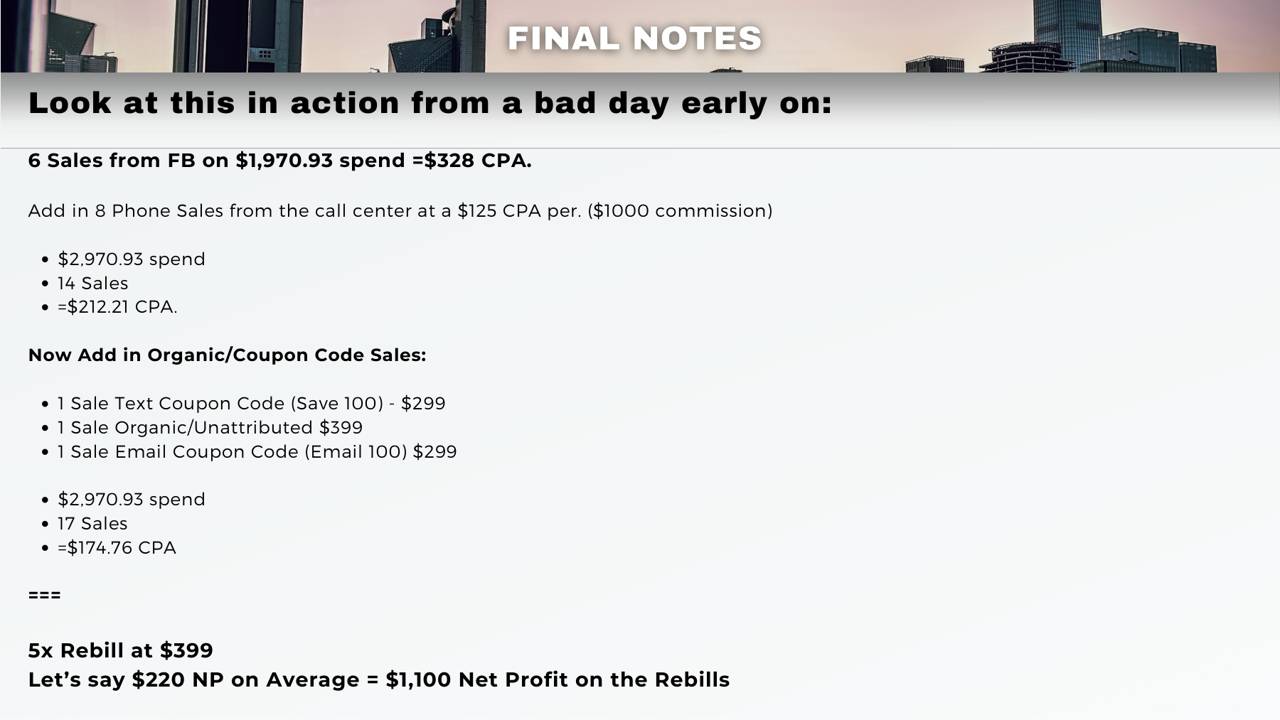 FINAL NOTES
Look at this in action from a bad day early on:
6 Sales from FB on $1,970.93 spend =$328 CPA.
Add in 8 Phone Sales from the call center at a $125 CPA per. ($1000 commission)
• $2,970.93 spend
• 14 Sales
• =$212.21 CPA.
Now Add in Organic/Coupon Code Sales:
• 1 Sale Text Coupon Code (Save 100) - $299
• 1 Sale Organic/Unattributed $399
• 1 Sale Email Coupon Code (Email 100) $299
• $2,970.93 spend
• 17 Sales
• =$174.76 CPA
===
5x Rebill at $399
Let’s say $220 NP on Average = $1,100 Net Profit on the Rebills